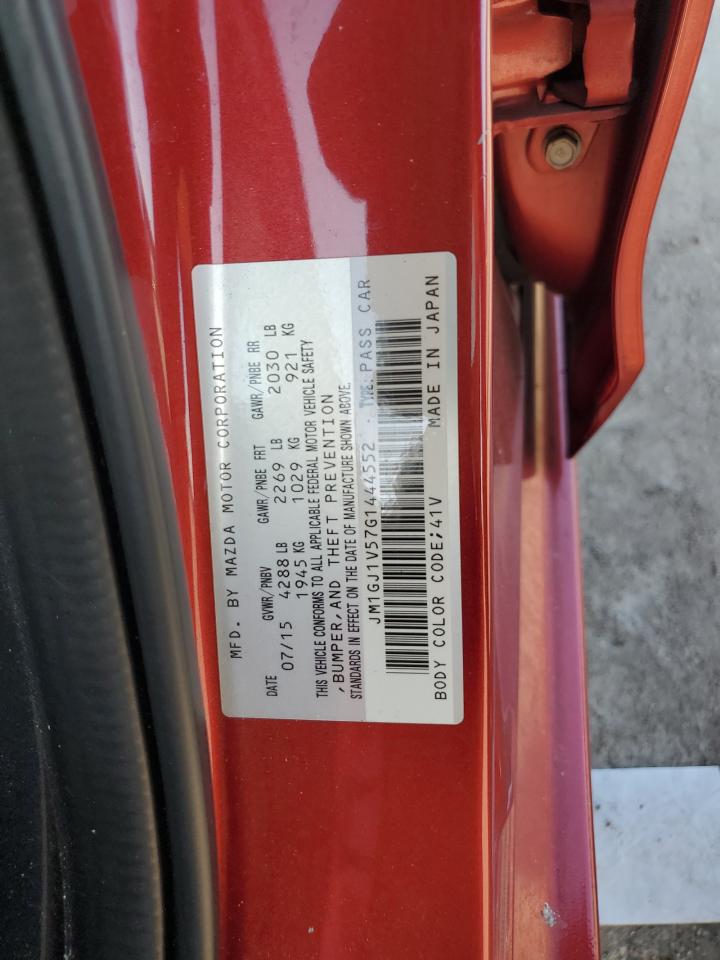 MFD. BY MAZDA MOTOR CORPORATION
DATE GVWR/PNBV GAWR/PNBE FRT GAWR/PNBE RR
07/15 4288 LB 2269 LB 2030 LB
1945 KG 1029 KG 921 KG
THIS VEHICLE CONFORMS TO ALL APPLICABLE FEDERAL MOTOR VEHICLE SAFETY
,BUMPER,AND THEFT PREVENTION
STANDARDS IN EFFECT ON THE DATE OF MANUFACTURE SHOWN ABOVE.
JM1GJ1V57G1444552 TYPE: PASS CAR
BODY COLOR CODE;41V MADE IN JAPAN